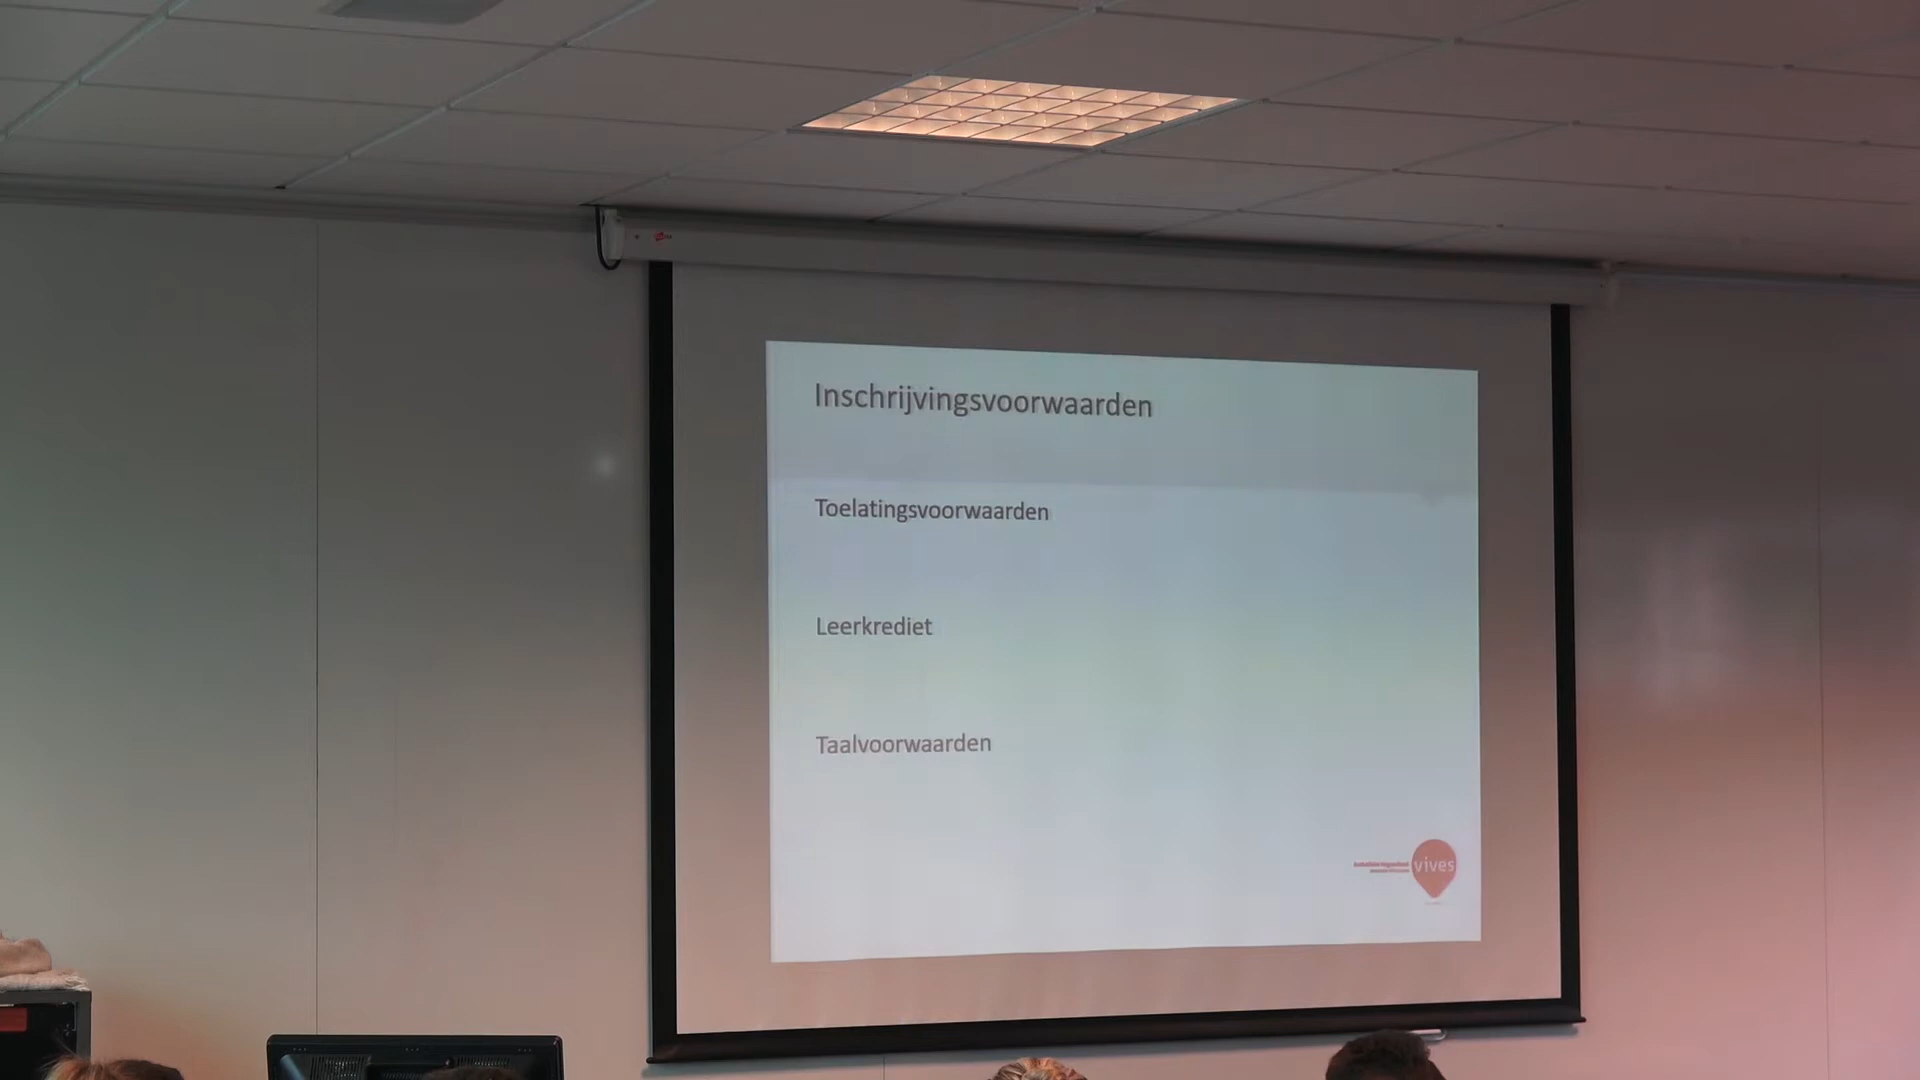 Inschrijvingsvoorwaarden
Toelatingsvoorwaarden
Leerkrediet
Taalvoorwaarden
vives